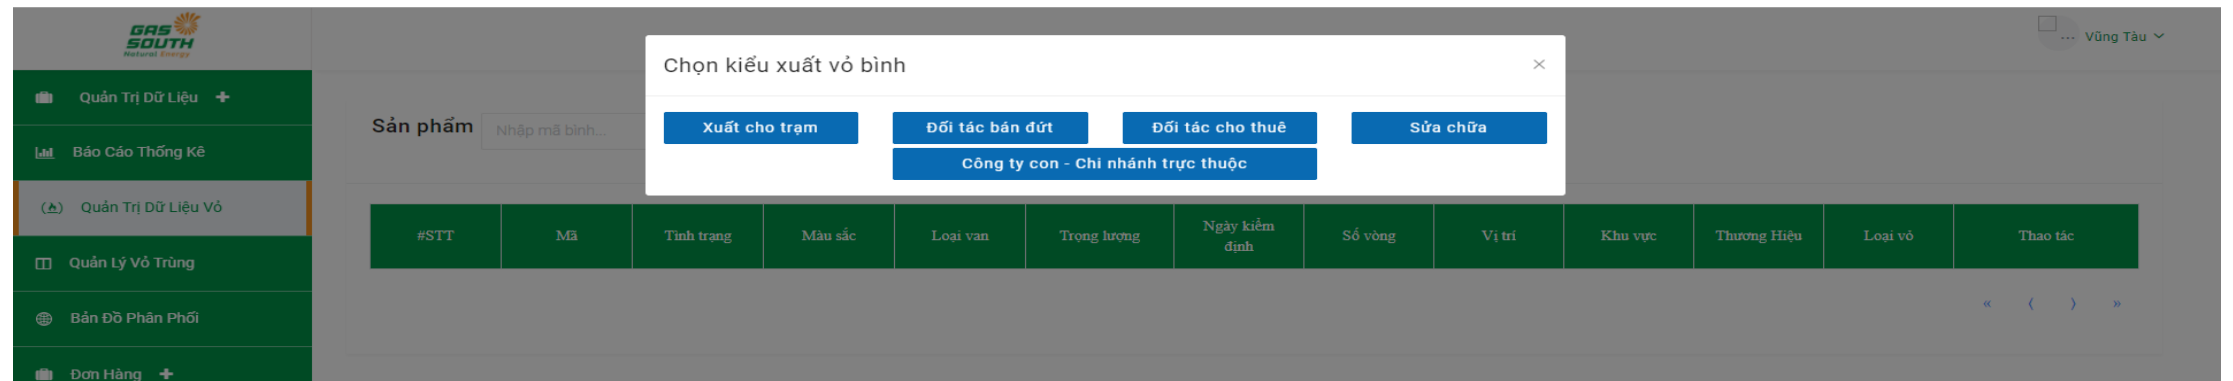 GAS
SOUTH
Natural Energy
... Vũng Tàu
Chọn kiểu xuất vỏ bình
×
Quản Trị Dữ Liệu +
Sản phẩm Nhập mã bình...
Xuất cho trạm Đối tác bán đứt Đối tác cho thuê Sửa chữa
Báo Cáo Thống Kê
Công ty con - Chi nhánh trực thuộc
Quản Trị Dữ Liệu Vỏ
#STT Mã Tình trạng Màu sắc Loại van Trọng lượng Ngày kiểm định Số vòng Vị trí Khu vực Thương Hiệu Loại vỏ Thao tác
Quản Lý Vỏ Trùng
« ⟨ ⟩ »
Bản Đồ Phân Phối
Đơn Hàng +